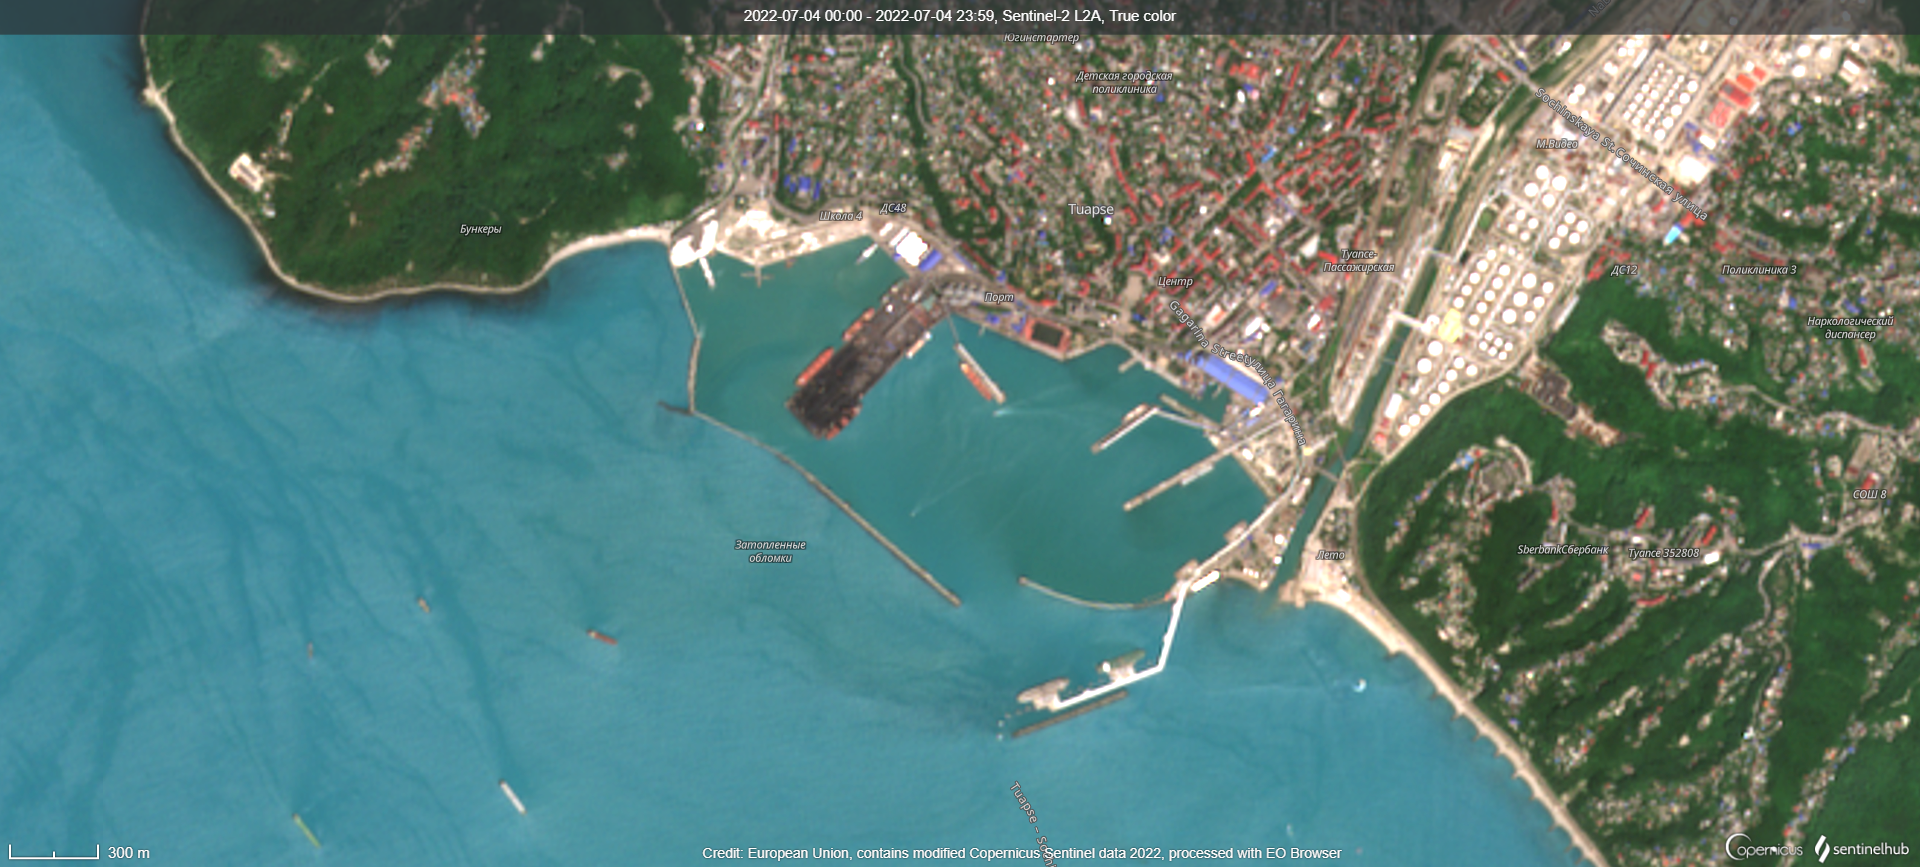 2022-07-04 00:00 - 2022-07-04 23:59, Sentinel-2 L2A, True color
Югинстартер
Детская городская
поликлиника
Sochinskaya St.Сочинская улица
М.Видео
Школа 4
ДС48
Tuapse
Бункеры
Туапсе-
Пассажирская
ДС12
Поликлиника 3
Центр
Порт
Gagarina Streetулица Гагарина
Наркологический
диспансер
СОШ 8
Затопленные
обломки
Лето
SberbankСбербанк
Туапсе 352808
Tuapse - Sochi
300 m
Credit: European Union, contains modified Copernicus Sentinel data 2022, processed with EO Browser
Copernicus
sentinelhub